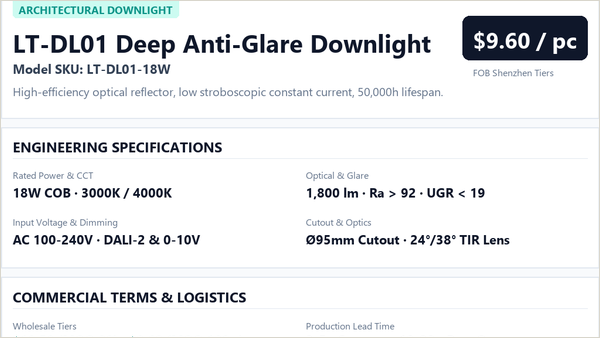 ARCHITECTURAL DOWNLIGHT
LT-DL01 Deep Anti-Glare Downlight
$9.60 / pc
Model SKU: LT-DL01-18W
FOB Shenzhen Tiers
High-efficiency optical reflector, low stroboscopic constant current, 50,000h lifespan.
ENGINEERING SPECIFICATIONS
Rated Power & CCT
18W COB · 3000K / 4000K
Optical & Glare
1,800 lm · Ra > 92 · UGR < 19
Input Voltage & Dimming
AC 100-240V · DALI-2 & 0-10V
Cutout & Optics
Ø95mm Cutout · 24°/38° TIR Lens
COMMERCIAL TERMS & LOGISTICS
Wholesale Tiers
Production Lead Time